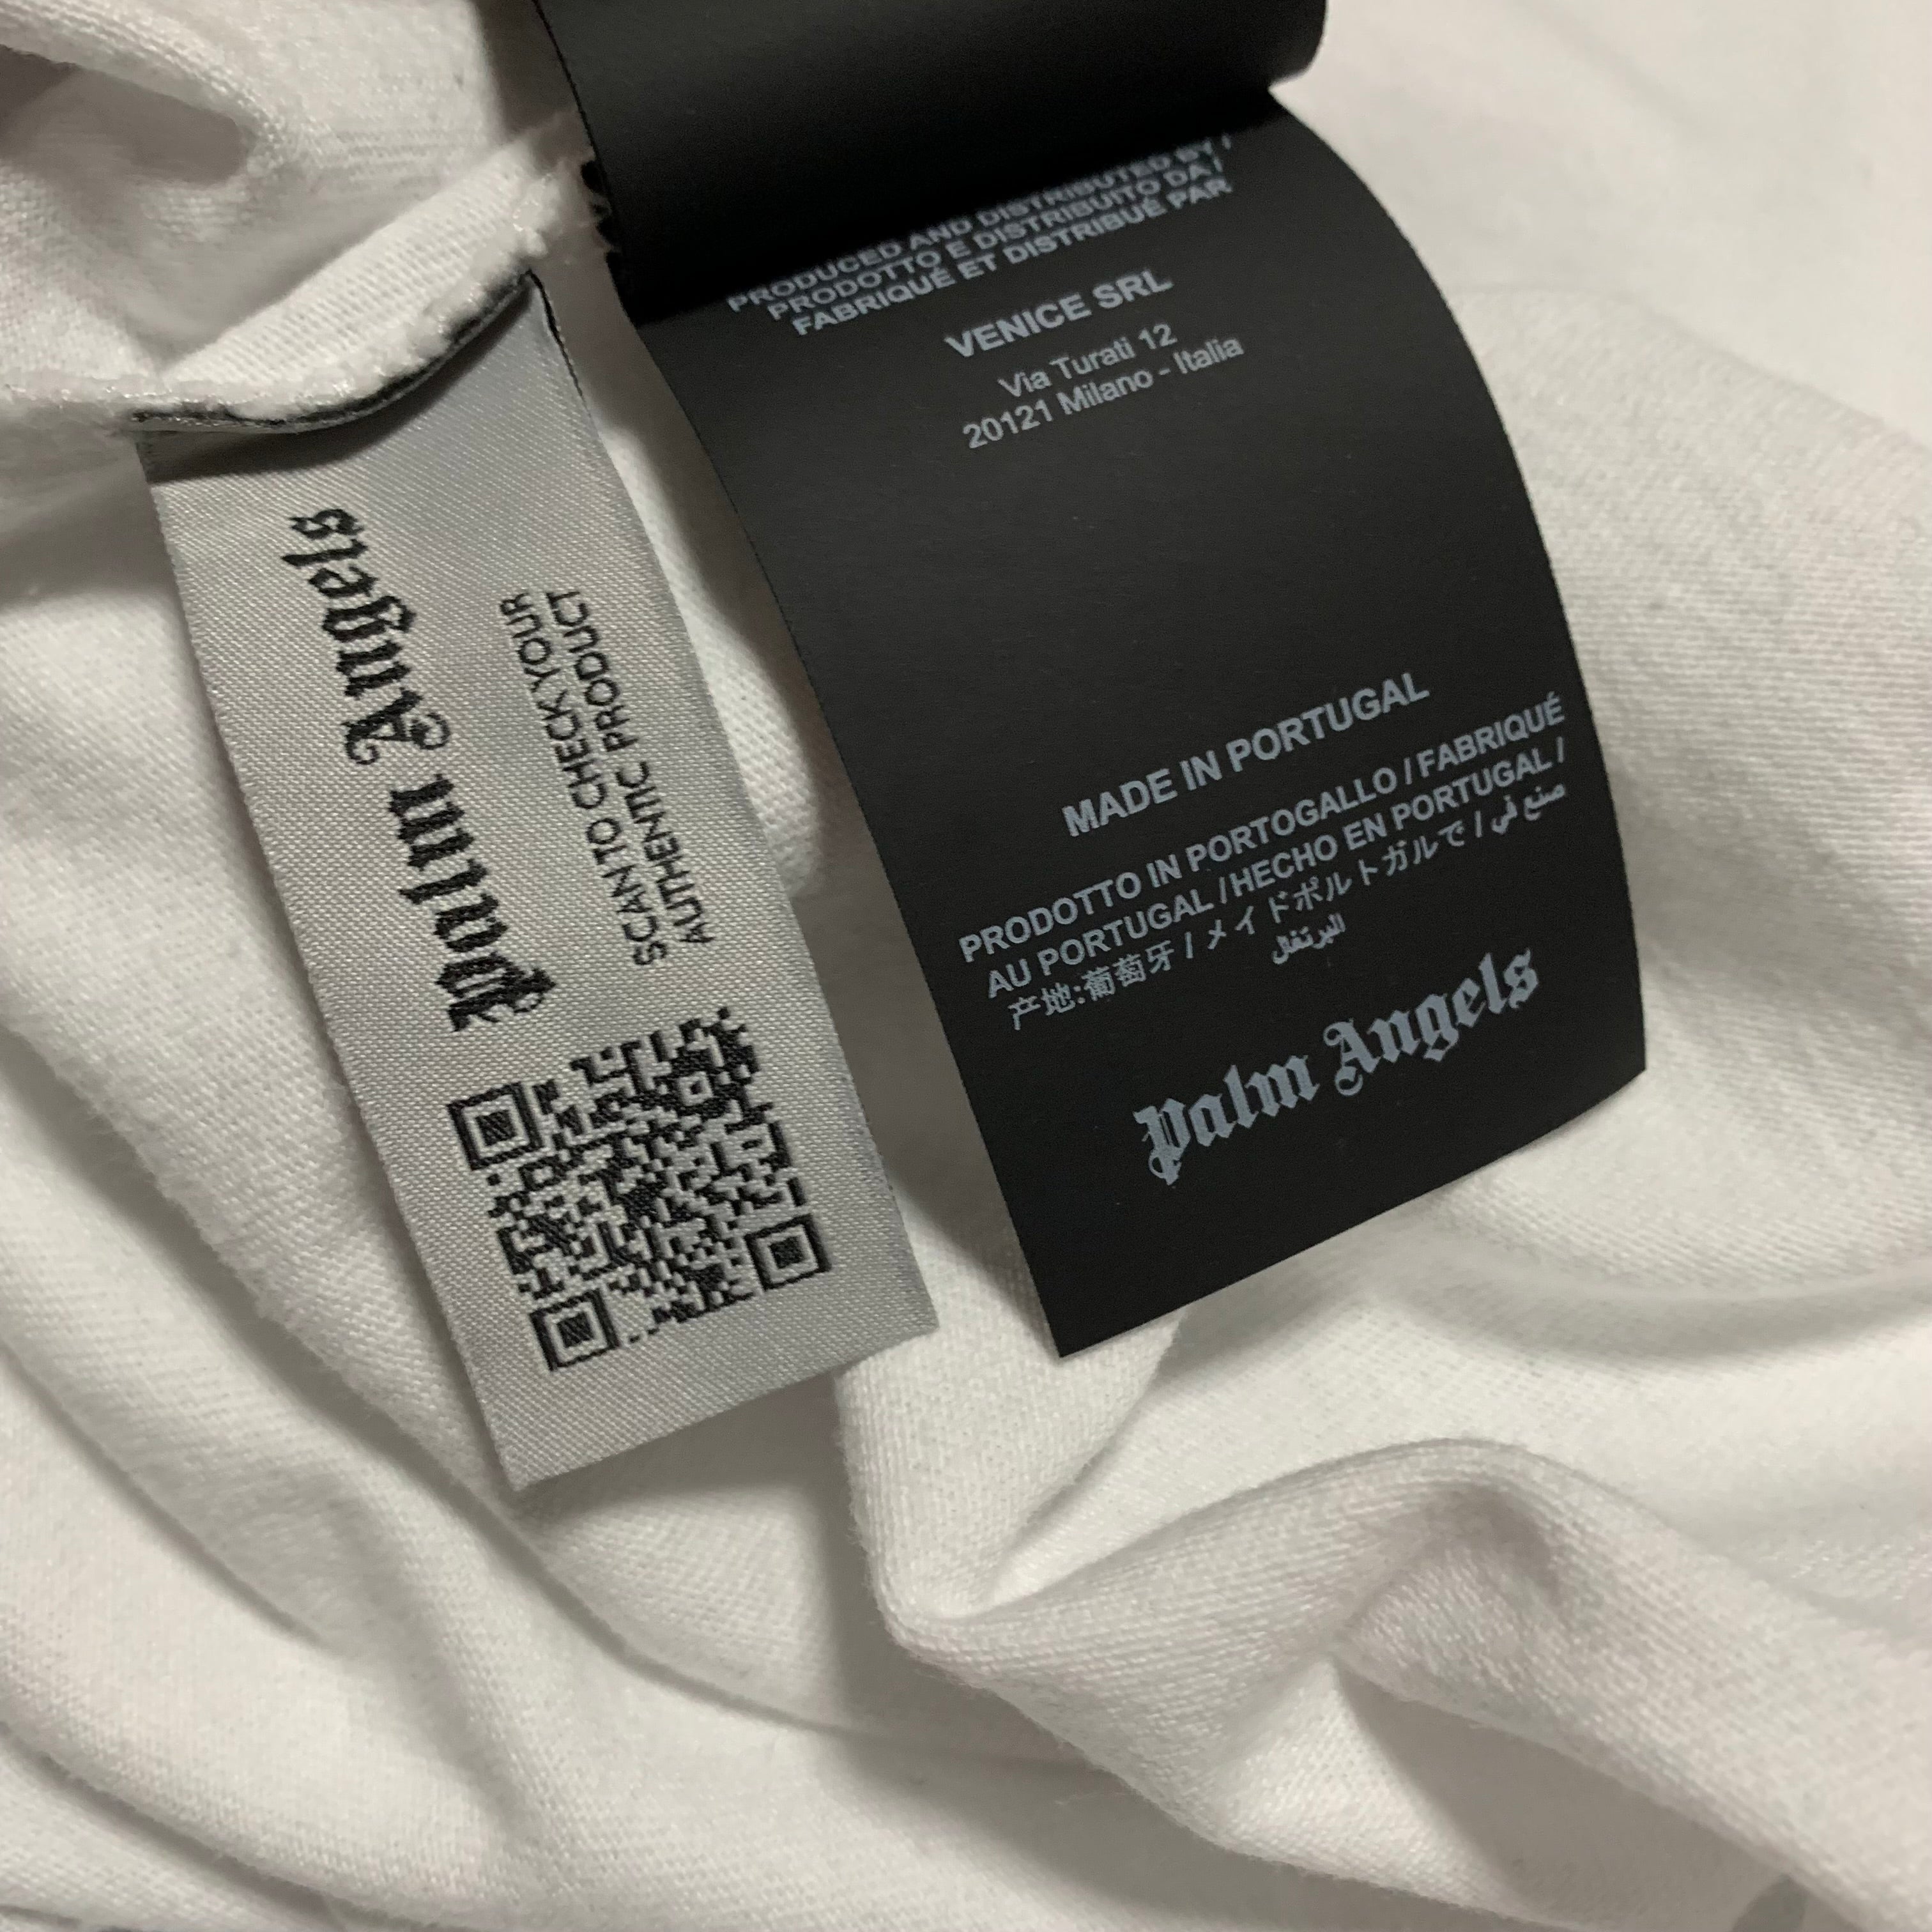 PRODUCED AND DISTRIBUTED BY /
PRODOTTO E DISTRIBUITO DA /
FABRIQUÉ ET DISTRIBUÉ PAR
VENICE SRL
Via Turati 12
20121 Milano - Italia
MADE IN PORTUGAL
PRODOTTO IN PORTOGALLO / FABRIQUÉ
AU PORTUGAL / HECHO EN PORTUGAL /
产地:葡萄牙 / メイドポルトガルで / صنع في
البرتغال
Palm Angels
Palm Angels
SCAN TO CHECK YOUR
AUTHENTIC PRODUCT